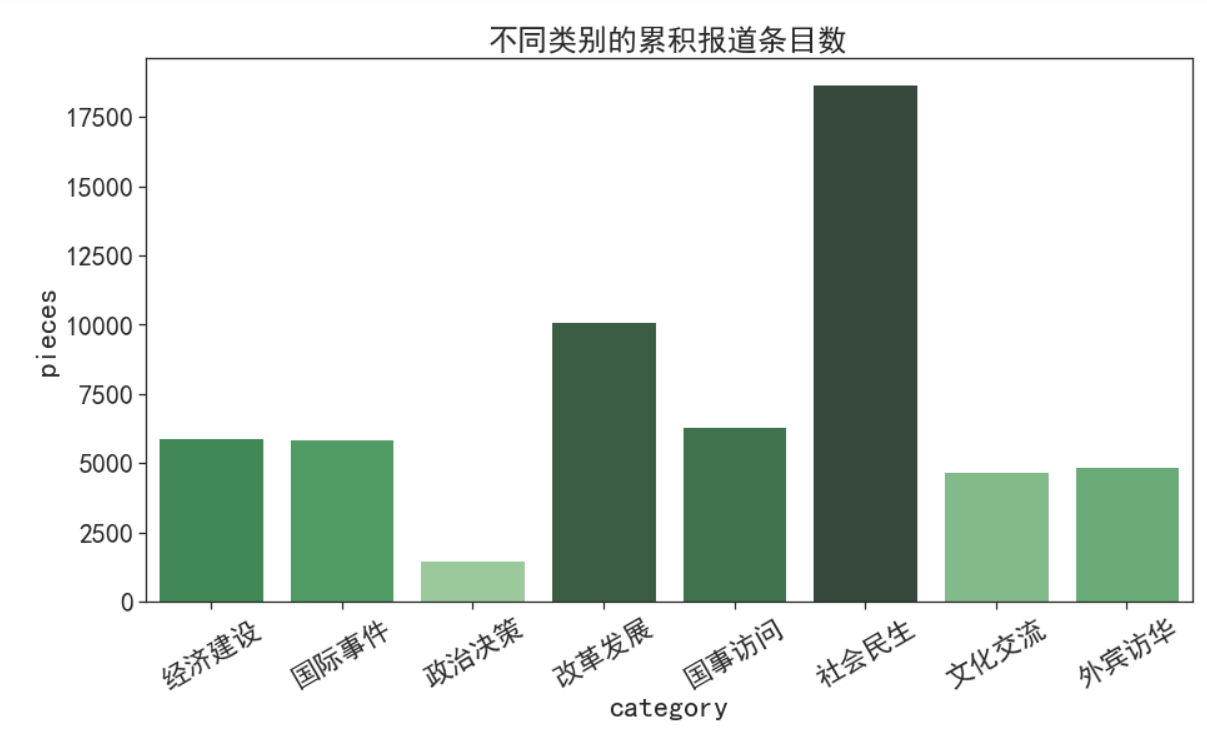 不同类别的累积报道条目数
17500
15000
12500
10000
7500
5000
2500
0
pieces
经济建设
国际事件
政治决策
改革发展
国事访问
社会民生
文化交流
外宾访华
category